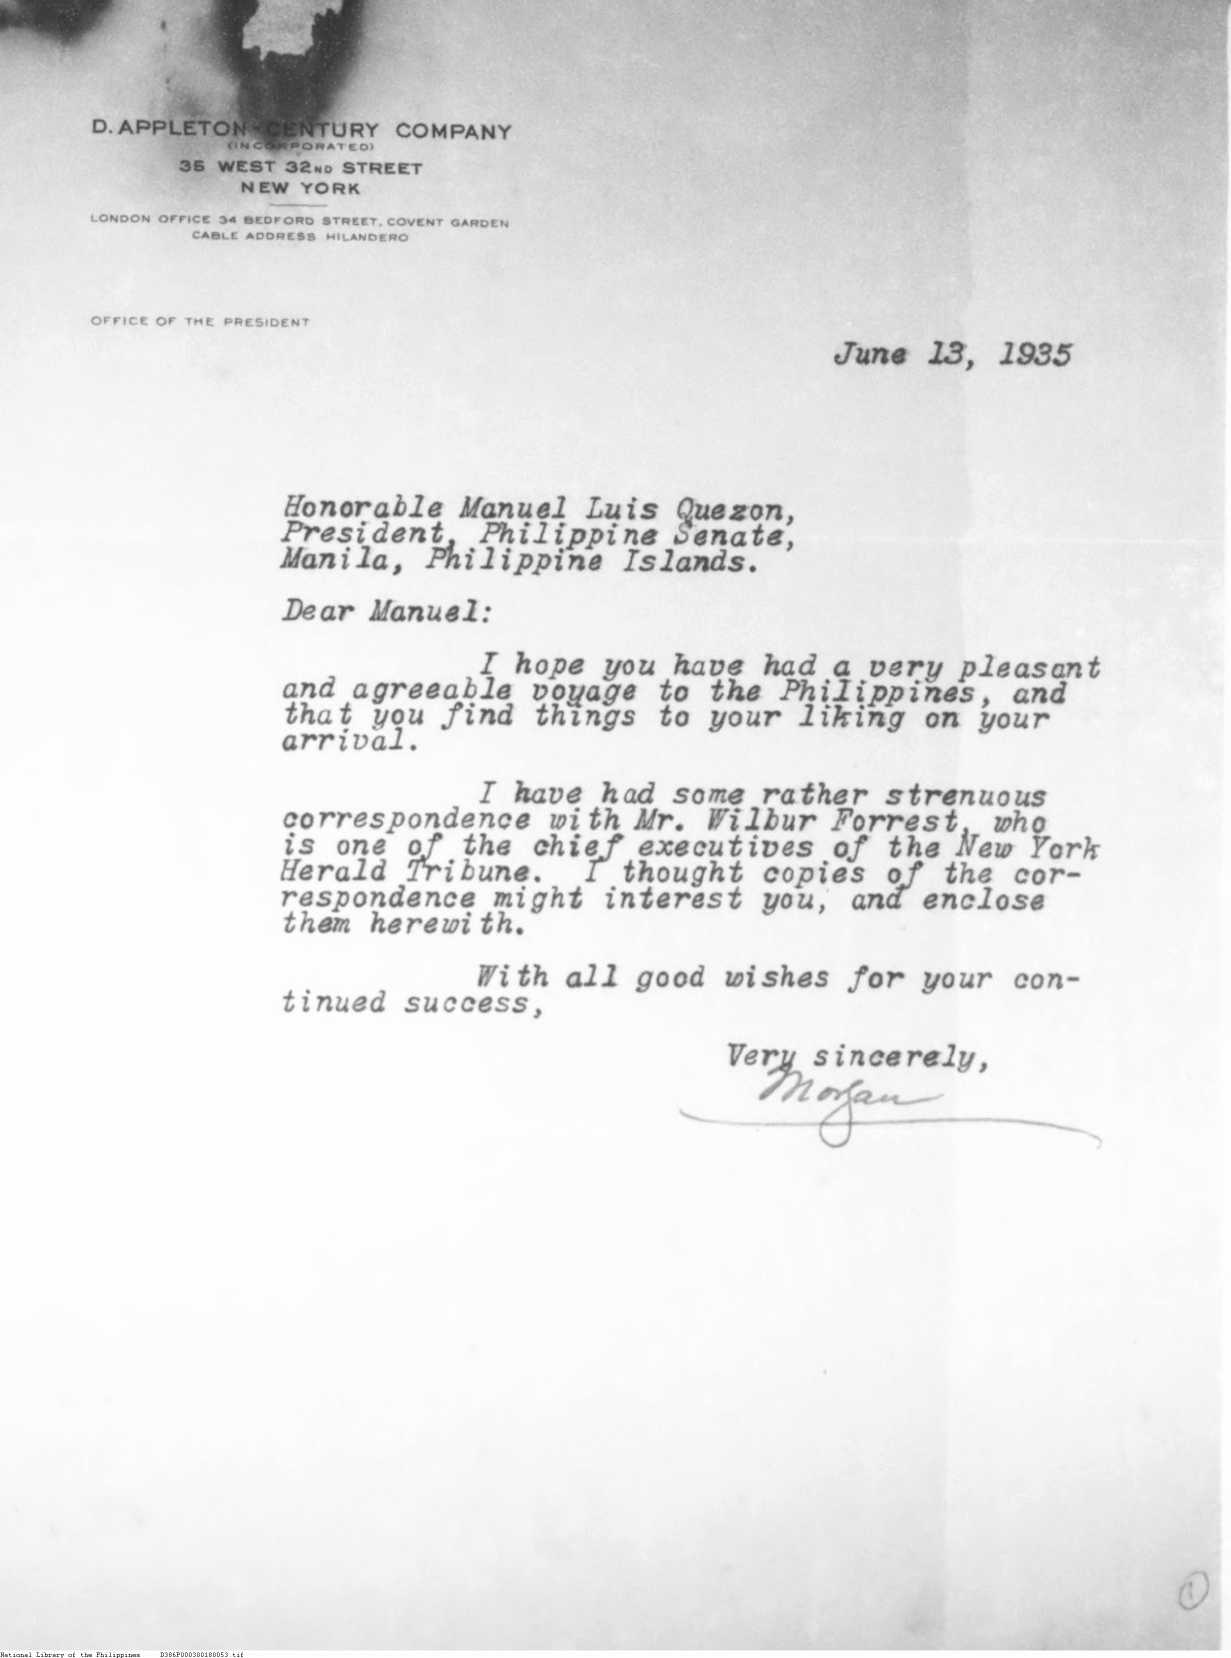 D. APPLETON-CENTURY COMPANY
(INCORPORATED)
35 WEST 32ND STREET
NEW YORK
LONDON OFFICE 34 BEDFORD STREET, COVENT GARDEN
CABLE ADDRESS HILANDERO
OFFICE OF THE PRESIDENT
June 13, 1935
Honorable Manuel Luis Quezon,
President, Philippine Senate,
Manila, Philippine Islands.
Dear Manuel:
I hope you have had a very pleasant
and agreeable voyage to the Philippines, and
that you find things to your liking on your
arrival.
I have had some rather strenuous
correspondence with Mr. Wilbur Forrest, who
is one of the chief executives of the New York
Herald Tribune. I thought copies of the cor-
respondence might interest you, and enclose
them herewith.
With all good wishes for your con-
tinued success,
Very sincerely,
Morgan
1
National Library of the Philippines D386P000300180053.tif